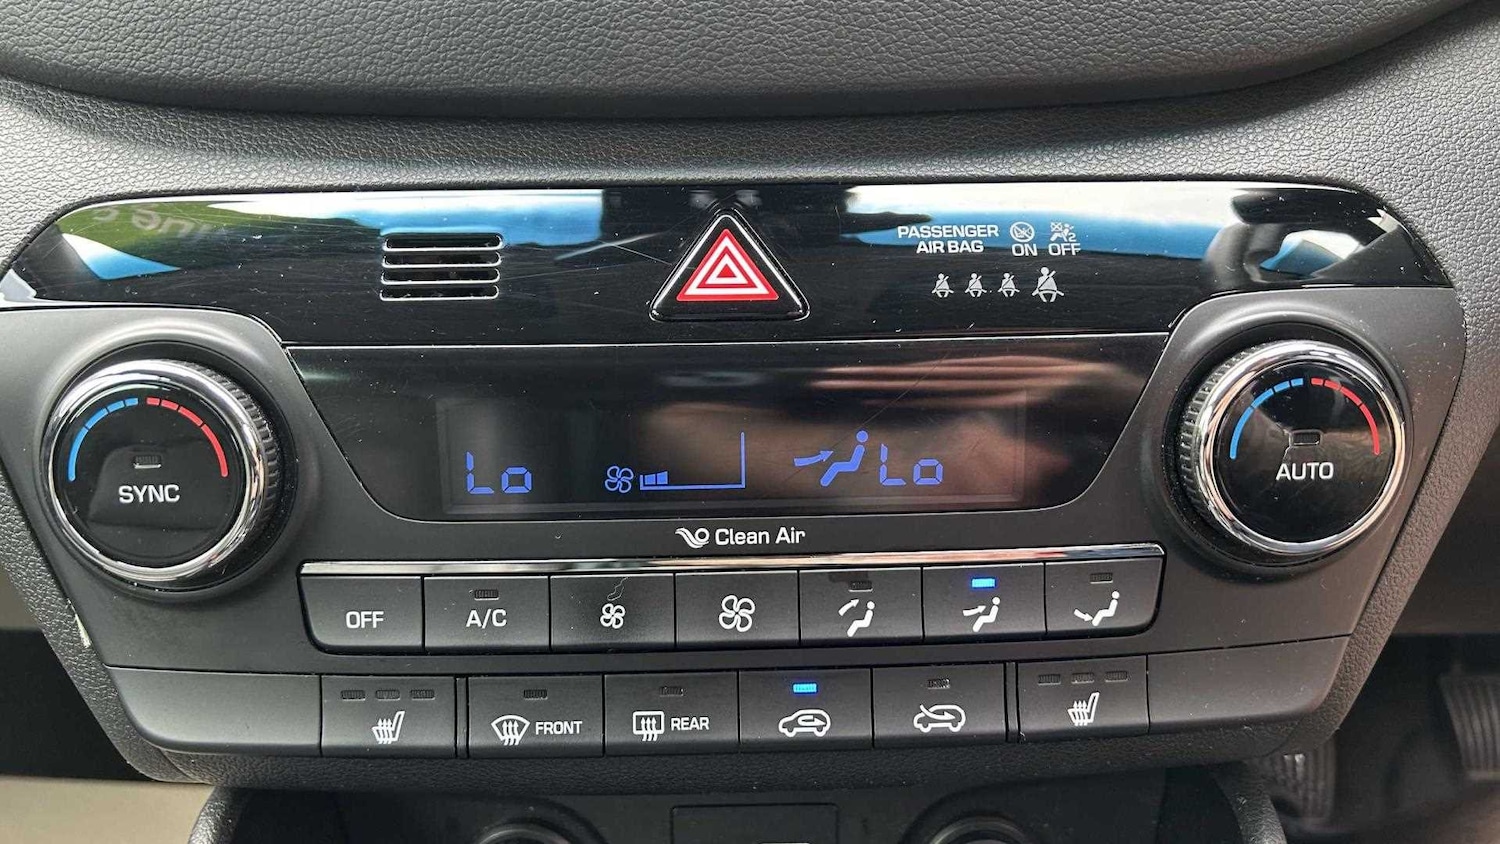 PASSENGER
AIR BAG
ON
OFF
SYNC
Lo
Lo
AUTO
Clean Air
OFF
A/C
FRONT
REAR